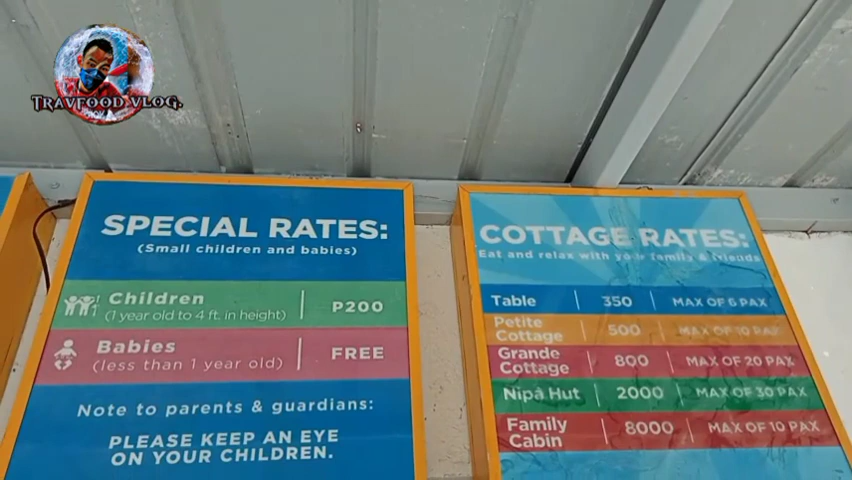 TRAVFOOD VLOG.
SPECIAL RATES:
(Small children and babies)
Children
(1 year old to 4 ft. in height)
P200
Babies
(less than 1 year old)
FREE
Note to parents & guardians:
PLEASE KEEP AN EYE
ON YOUR CHILDREN.
COTTAGE RATES:
Eat and relax with your family & friends
Table 350 MAX OF 6 PAX
Petite
Cottage 500 MAX OF 10 PAX
Grande
Cottage 800 MAX OF 20 PAX
Nipa Hut 2000 MAX OF 30 PAX
Family
Cabin 8000 MAX OF 10 PAX